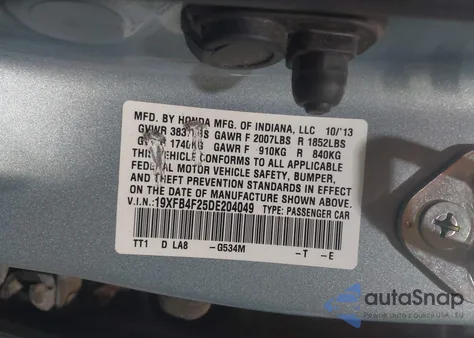 MFD. BY HONDA MFG. OF INDIANA, LLC 10/'13
GVWR 3837LBS GAWR F 2007LBS R 1852LBS
1740KG GAWR F 910KG R 840KG
THIS VEHICLE CONFORMS TO ALL APPLICABLE
FEDERAL MOTOR VEHICLE SAFETY, BUMPER,
AND THEFT PREVENTION STANDARDS IN EFFECT
ON THE DATE OF MANUFACTURE SHOWN ABOVE.
V.I.N.:19XFB4F25DE204049 TYPE: PASSENGER CAR
TT1 D LA8 -G534M -T -E
autoSnap